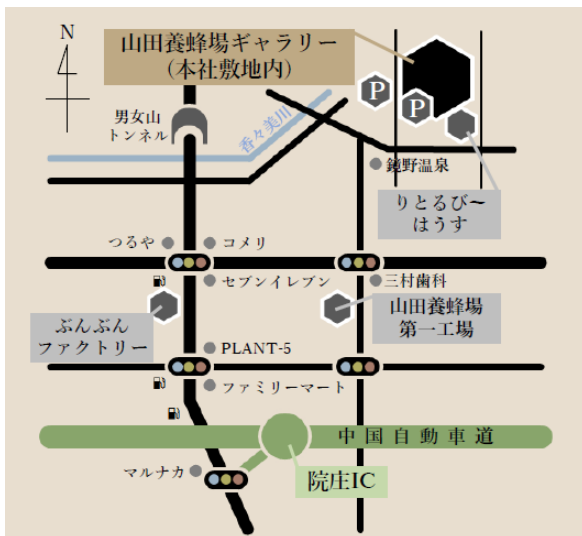 N
山田養蜂場ギャラリー
(本社敷地内)
P
P
男女山
トンネル
香々美川
鏡野温泉
りとるび〜
はうす
つるや
コメリ
セブンイレブン
三村歯科
ぶんぶん
ファクトリー
山田養蜂場
第一工場
PLANT-5
ファミリーマート
中国自動車道
マルナカ
院庄IC